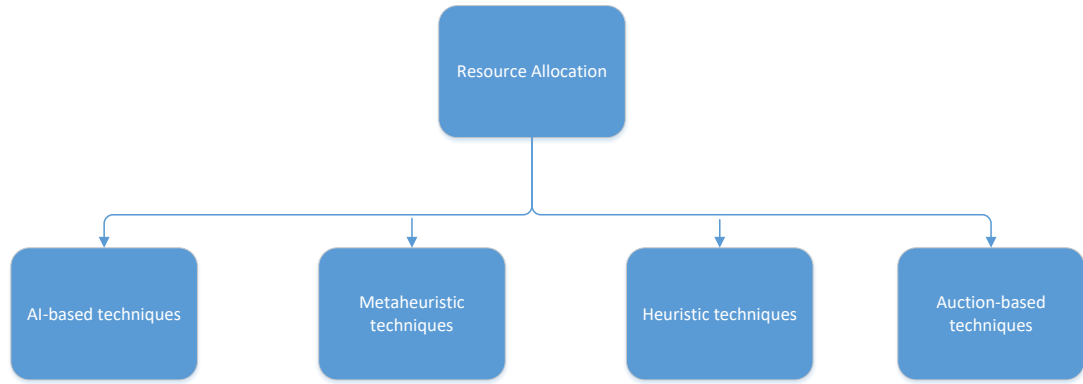 Resource Allocation
AI-based techniques
Metaheuristic
techniques
Heuristic techniques
Auction-based
techniques